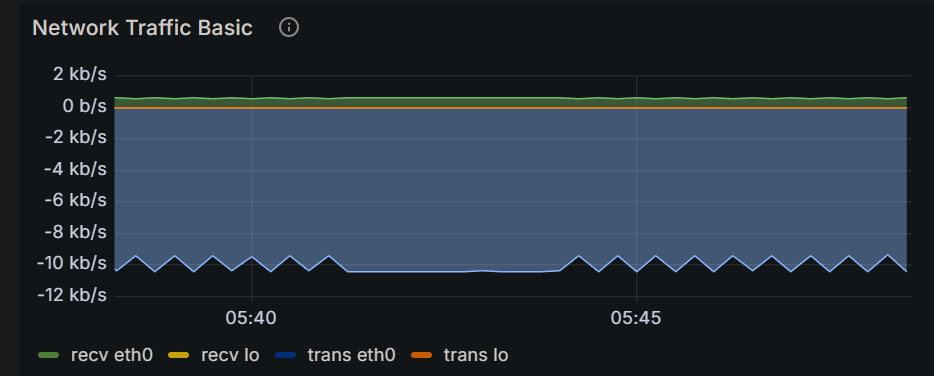 Network Traffic Basic
2 kb/s
0 b/s
-2 kb/s
-4 kb/s
-6 kb/s
-8 kb/s
-10 kb/s
-12 kb/s
05:40 05:45
recv eth0 recv lo trans eth0 trans lo